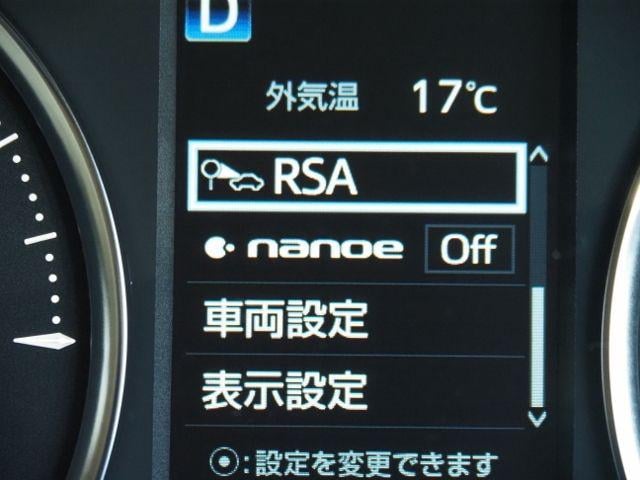 D
外気温 17℃
RSA
nanoe Off
車両設定
表示設定
⦿:設定を変更できます